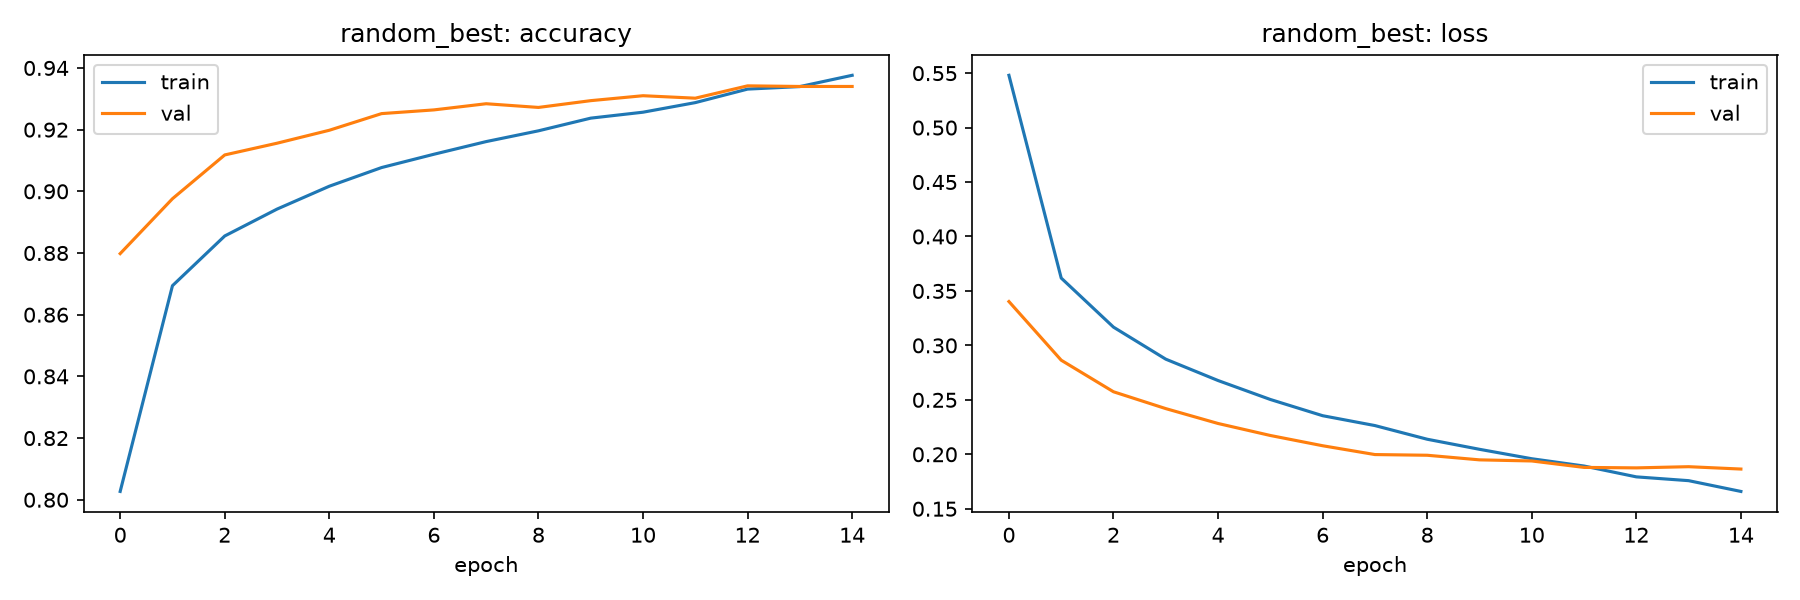 random_best: accuracy
0.94
0.92
0.90
0.88
0.86
0.84
0.82
0.80
train
val
0 2 4 6 8 10 12 14
epoch
random_best: loss
0.55
0.50
0.45
0.40
0.35
0.30
0.25
0.20
0.15
train
val
0 2 4 6 8 10 12 14
epoch